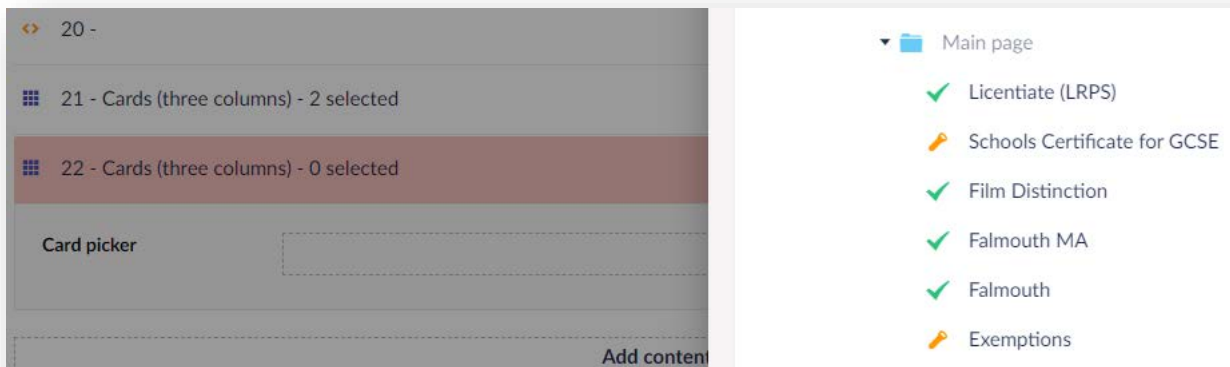 20 -
21 - Cards (three columns) - 2 selected
22 - Cards (three columns) - 0 selected
Card picker
Add content
Main page
Licentiate (LRPS)
Schools Certificate for GCSE
Film Distinction
Falmouth MA
Falmouth
Exemptions